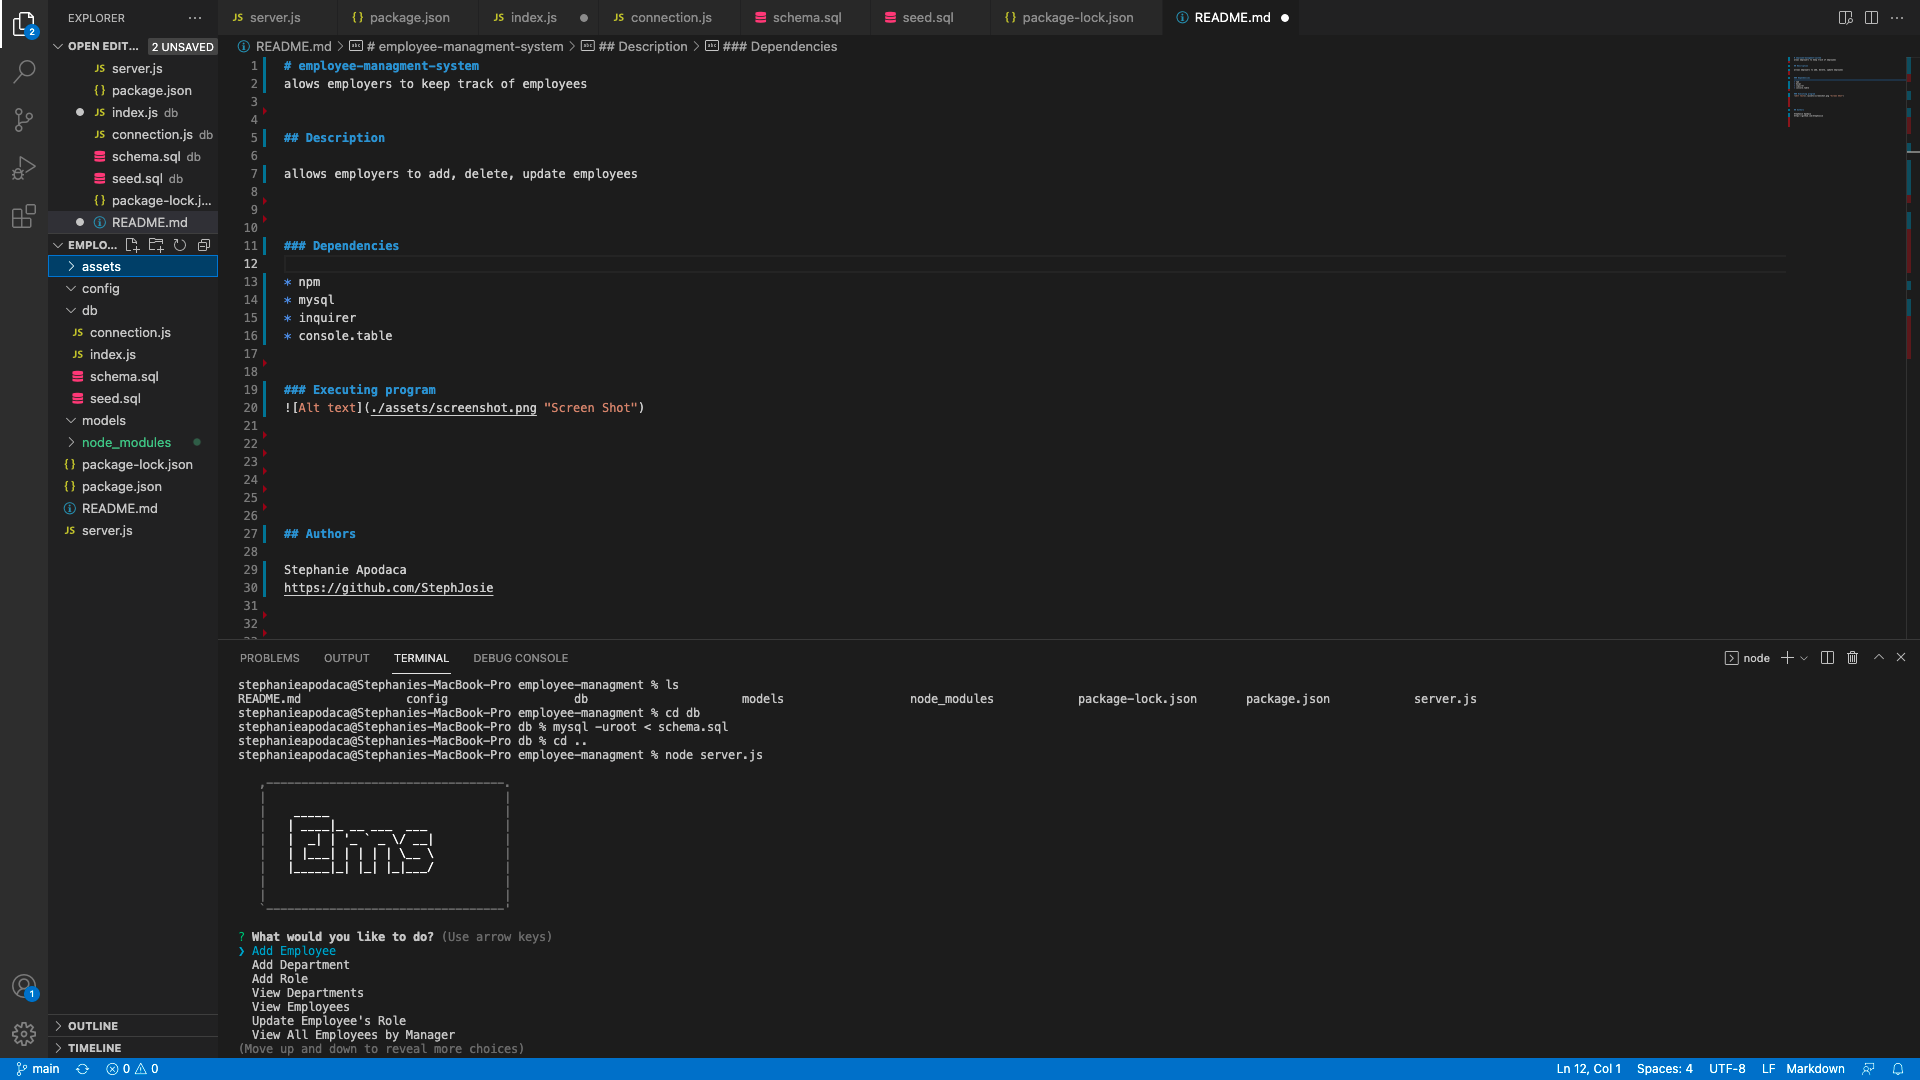 EXPLORER
OPEN EDIT... 2 UNSAVED
server.js
package.json
index.js db
connection.js db
schema.sql db
seed.sql db
package-lock.j...
README.md
EMPLO...
assets
config
db
connection.js
index.js
schema.sql
seed.sql
models
node_modules
package-lock.json
package.json
README.md
server.js
OUTLINE
TIMELINE
server.js package.json index.js connection.js schema.sql seed.sql package-lock.json README.md
README.md > # employee-managment-system > ## Description > ### Dependencies
1 # employee-managment-system
2 alows employers to keep track of employees
3
4
5 ## Description
6
7 allows employers to add, delete, update employees
8
9
10
11 ### Dependencies
12
13 * npm
14 * mysql
15 * inquirer
16 * console.table
17
18
19 ### Executing program
20 ![Alt text](./assets/screenshot.png "Screen Shot")
21
22
23
24
25
26
27 ## Authors
28
29 Stephanie Apodaca
30 https://github.com/StephJosie
31
32
PROBLEMS OUTPUT TERMINAL DEBUG CONSOLE
node
stephanieapodaca@Stephanies-MacBook-Pro employee-managment % ls
README.md config db models node_modules package-lock.json package.json server.js
stephanieapodaca@Stephanies-MacBook-Pro employee-managment % cd db
stephanieapodaca@Stephanies-MacBook-Pro db % mysql -uroot < schema.sql
stephanieapodaca@Stephanies-MacBook-Pro db % cd ..
stephanieapodaca@Stephanies-MacBook-Pro employee-managment % node server.js
Ems
? What would you like to do? (Use arrow keys)
❯ Add Employee
Add Department
Add Role
View Departments
View Employees
Update Employee's Role
View All Employees by Manager
(Move up and down to reveal more choices)
main 0 0 Ln 12, Col 1 Spaces: 4 UTF-8 LF Markdown